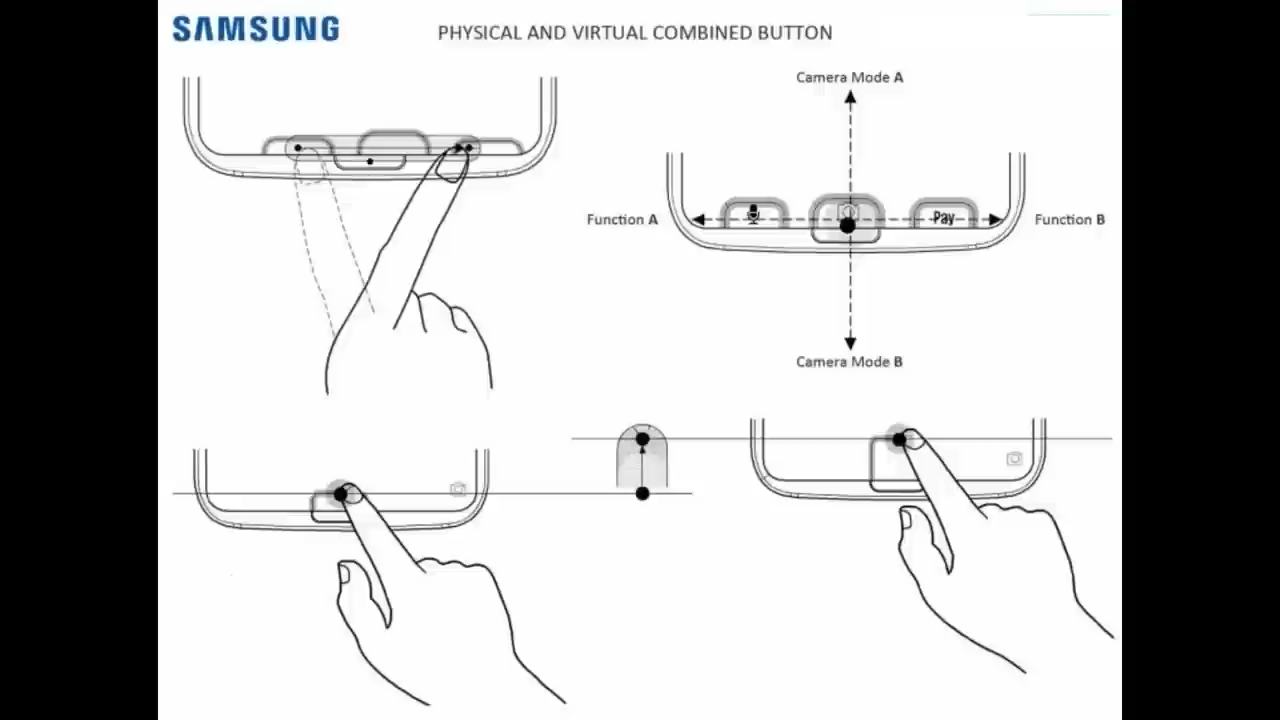 SAMSUNG
PHYSICAL AND VIRTUAL COMBINED BUTTON
Camera Mode A
Function A
Pay
Function B
Camera Mode B